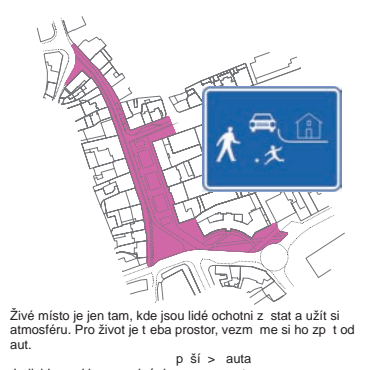 Živé místo je jen tam, kde jsou lidé ochotni z stat a užít si
atmosféru. Pro život je t eba prostor, vezm me si ho zp t od
aut.
p ší > auta